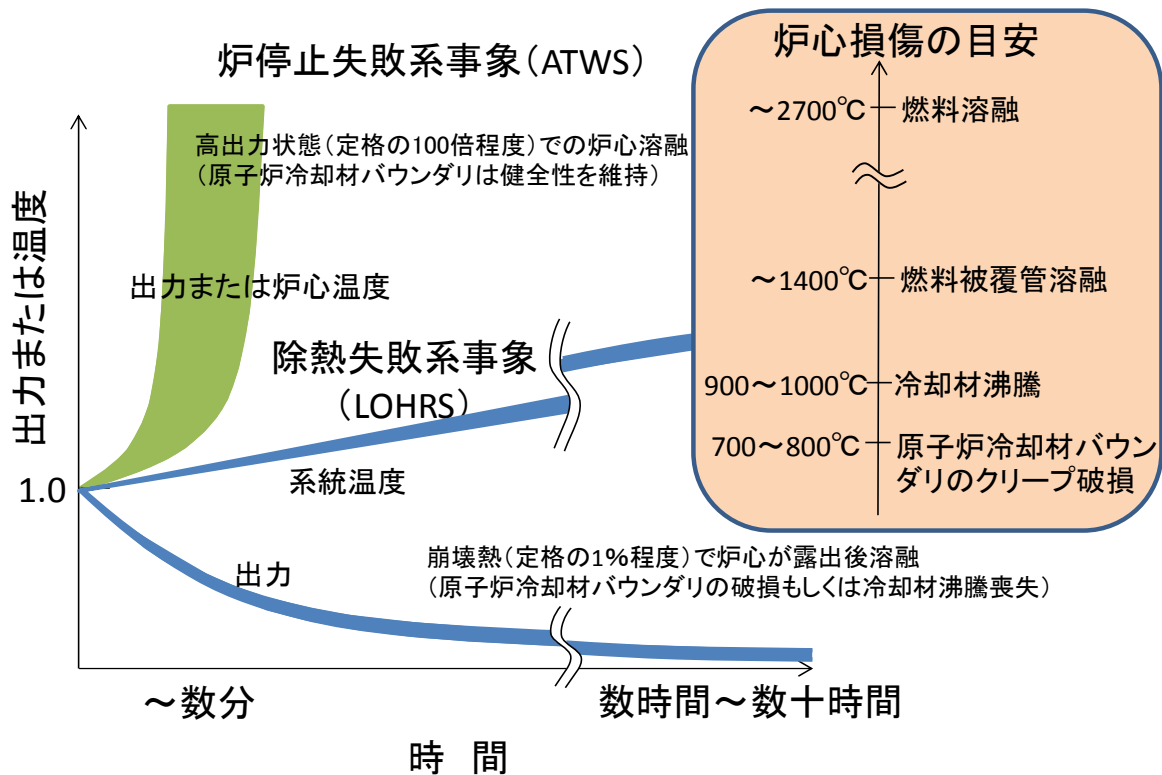 炉停止失敗系事象(ATWS)
高出力状態(定格の100倍程度)での炉心溶融
(原子炉冷却材バウンダリは健全性を維持)
出力または炉心温度
出力または温度
1.0
除熱失敗系事象
(LOHRS)
系統温度
出力
崩壊熱(定格の1%程度)で炉心が露出後溶融
(原子炉冷却材バウンダリの破損もしくは冷却材沸騰喪失)
～数分
数時間～数十時間
時 間
炉心損傷の目安
～2700℃ 燃料溶融
～1400℃ 燃料被覆管溶融
900～1000℃ 冷却材沸騰
700～800℃ 原子炉冷却材バウン
ダリのクリープ破損